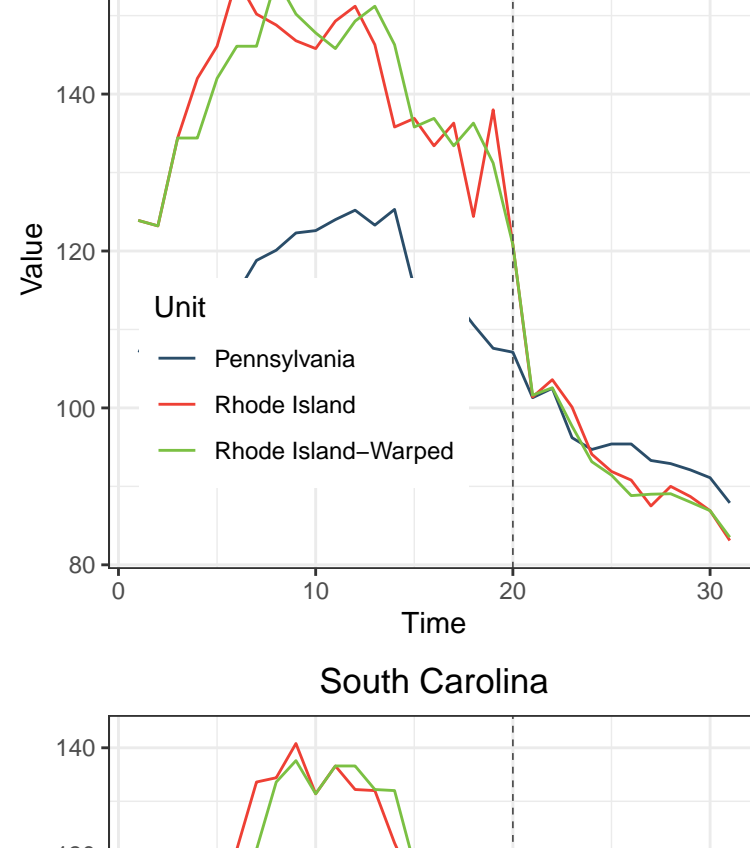 140
120
100
80
Value
Unit
Pennsylvania
Rhode Island
Rhode Island–Warped
0 10 20 30
Time
South Carolina
140